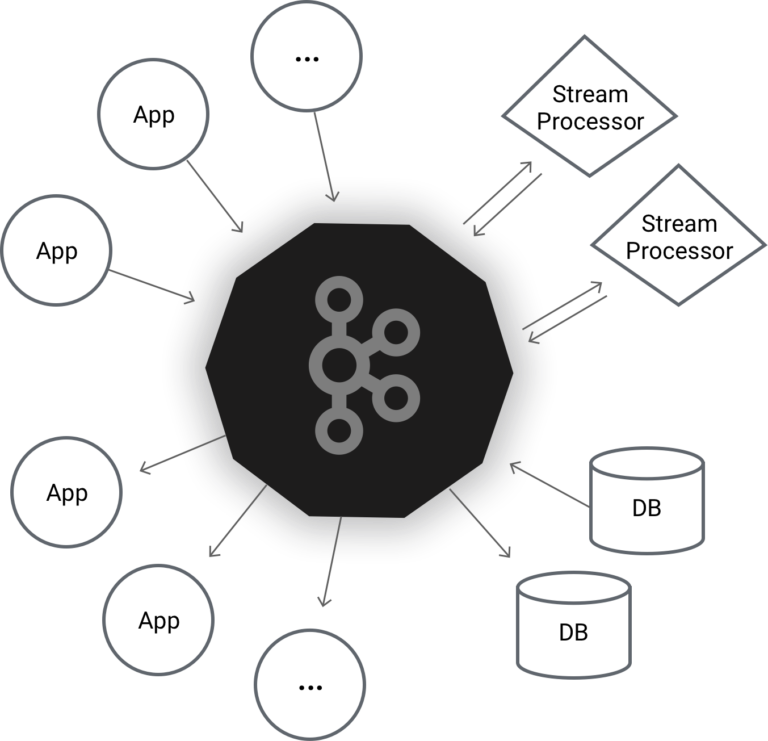 ...
App
Stream
Processor
App
Stream
Processor
App
DB
App
DB
...